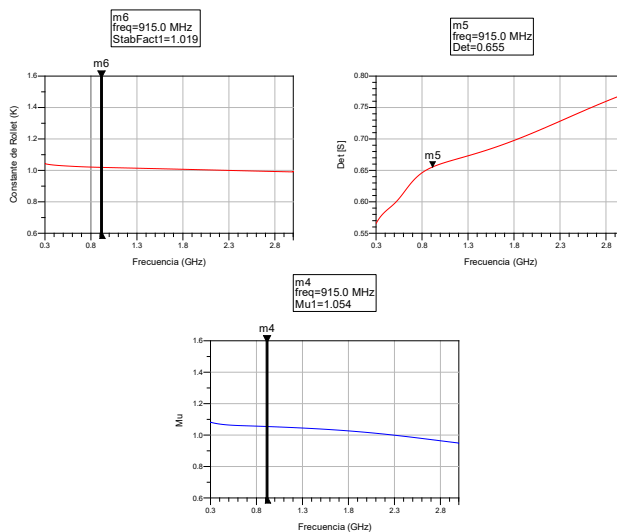 m6
freq=915.0 MHz
StabFact1=1.019
m6
1.6
1.4
1.2
1.0
0.8
0.6
Constante de Rollet (K)
0.3
0.8
1.3
1.8
2.3
2.8
Frecuencia (GHz)
m5
freq=915.0 MHz
Det=0.655
m5
0.80
0.75
0.70
0.65
0.60
0.55
Det [S]
0.3
0.8
1.3
1.8
2.3
2.8
Frecuencia (GHz)
m4
freq=915.0 MHz
Mu1=1.054
m4
1.6
1.4
1.2
1.0
0.8
0.6
Mu
0.3
0.8
1.3
1.8
2.3
2.8
Frecuencia (GHz)